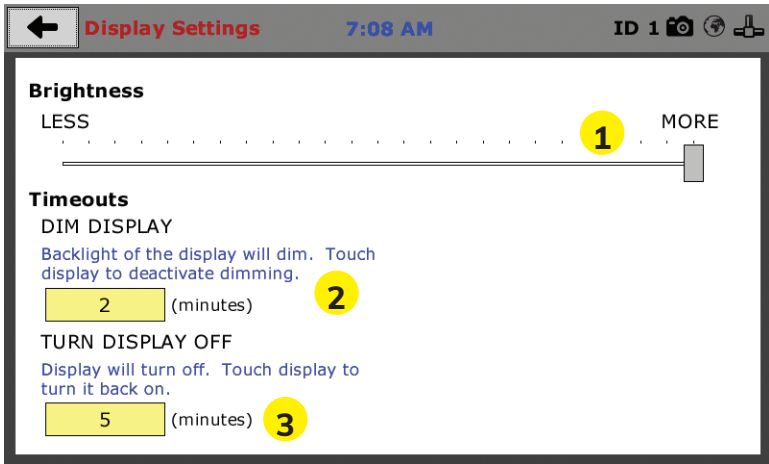 Display Settings 7:08 AM ID 1
Brightness
LESS MORE
1
Timeouts
DIM DISPLAY
Backlight of the display will dim. Touch
display to deactivate dimming.
2 (minutes) 2
TURN DISPLAY OFF
Display will turn off. Touch display to
turn it back on.
5 (minutes) 3